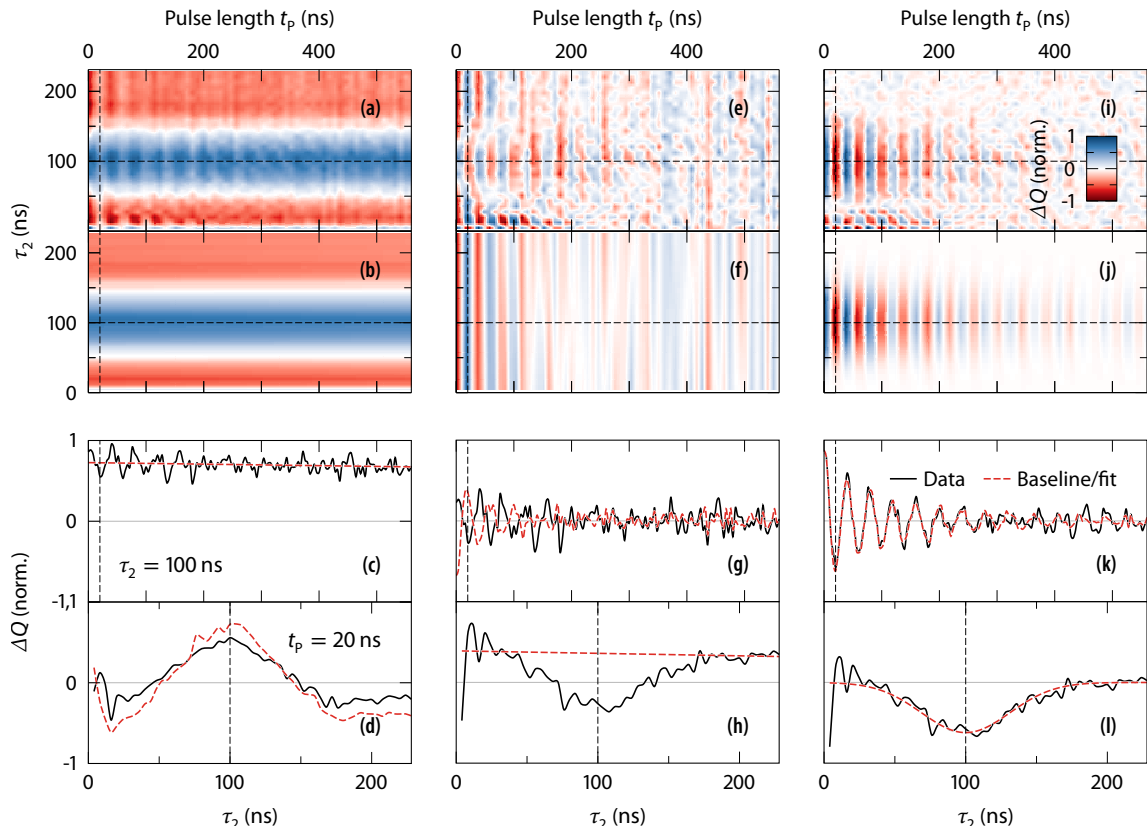 Pulse length tP (ns)
Pulse length tP (ns)
Pulse length tP (ns)
0 200 400
0 200 400
0 200 400
200
100
0
τ2 (ns)
(a)
(b)
(e)
(f)
(i)
(j)
1
0
-1
ΔQ (norm.)
1
0
-1,1
0
-1
ΔQ (norm.)
τ2 = 100 ns
(c)
tP = 20 ns
(d)
(g)
(h)
Data
Baseline/fit
(k)
(l)
0 100 200
0 100 200
0 100 200
τ2 (ns)
τ2 (ns)
τ2 (ns)